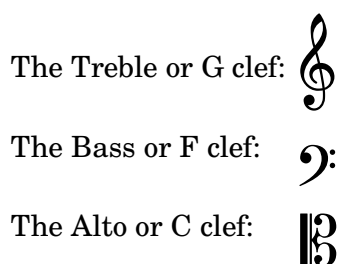 The Treble or G clef:
The Bass or F clef:
The Alto or C clef: